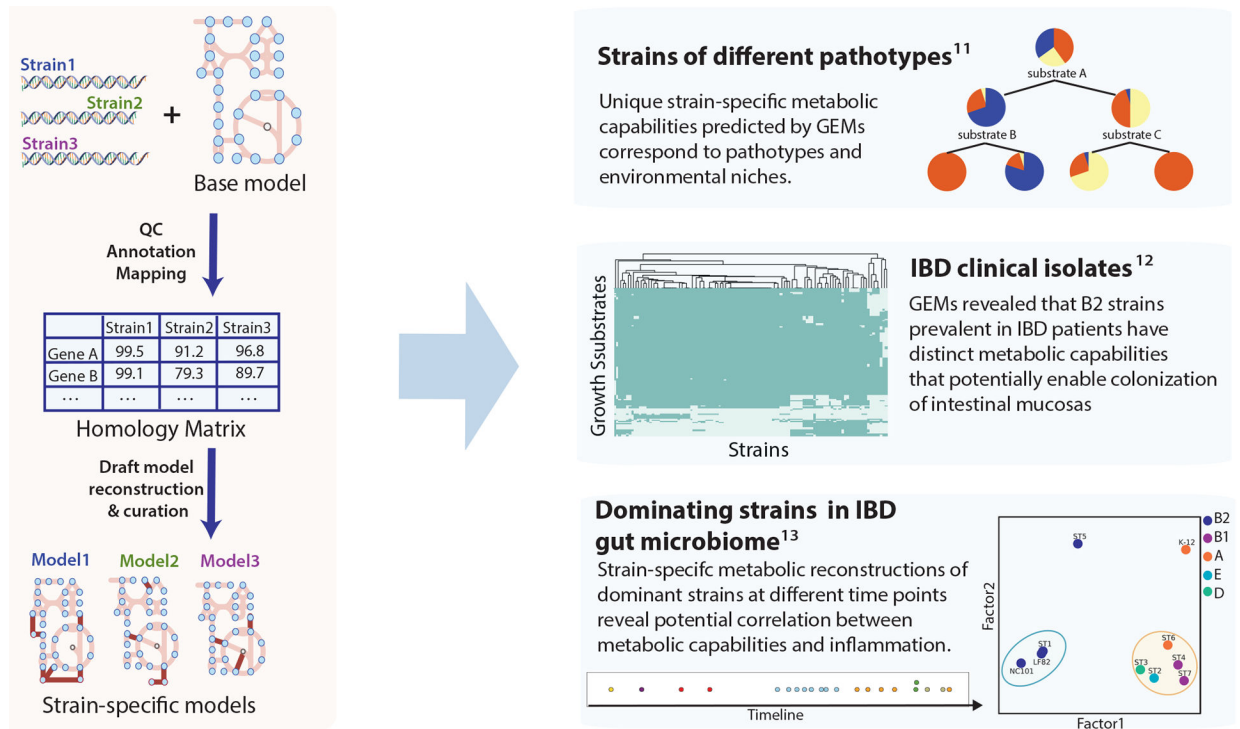 Strain1
Strain2
Strain3
+
Base model
QC
Annotation
Mapping
Strain1 Strain2 Strain3
Gene A 99.5 91.2 96.8
Gene B 99.1 79.3 89.7
... ... ... ...
Homology Matrix
Draft model
reconstruction
& curation
Model1 Model2 Model3
Strain-specific models
Strains of different pathotypes11
Unique strain-specific metabolic
capabilities predicted by GEMs
correspond to pathotypes and
environmental niches.
substrate A
substrate B
substrate C
Growth Ssubstrates
Strains
IBD clinical isolates12
GEMs revealed that B2 strains
prevalent in IBD patients have
distinct metabolic capabilities
that potentially enable colonization
of intestinal mucosas
Dominating strains in IBD
gut microbiome13
Strain-specifc metabolic reconstructions of
dominant strains at different time points
reveal potential correlation between
metabolic capabilities and inflammation.
Timeline
Factor2
Factor1
ST5
K-12
ST1
LF82
NC101
ST6
ST4
ST3
ST2
ST7
B2
B1
A
E
D